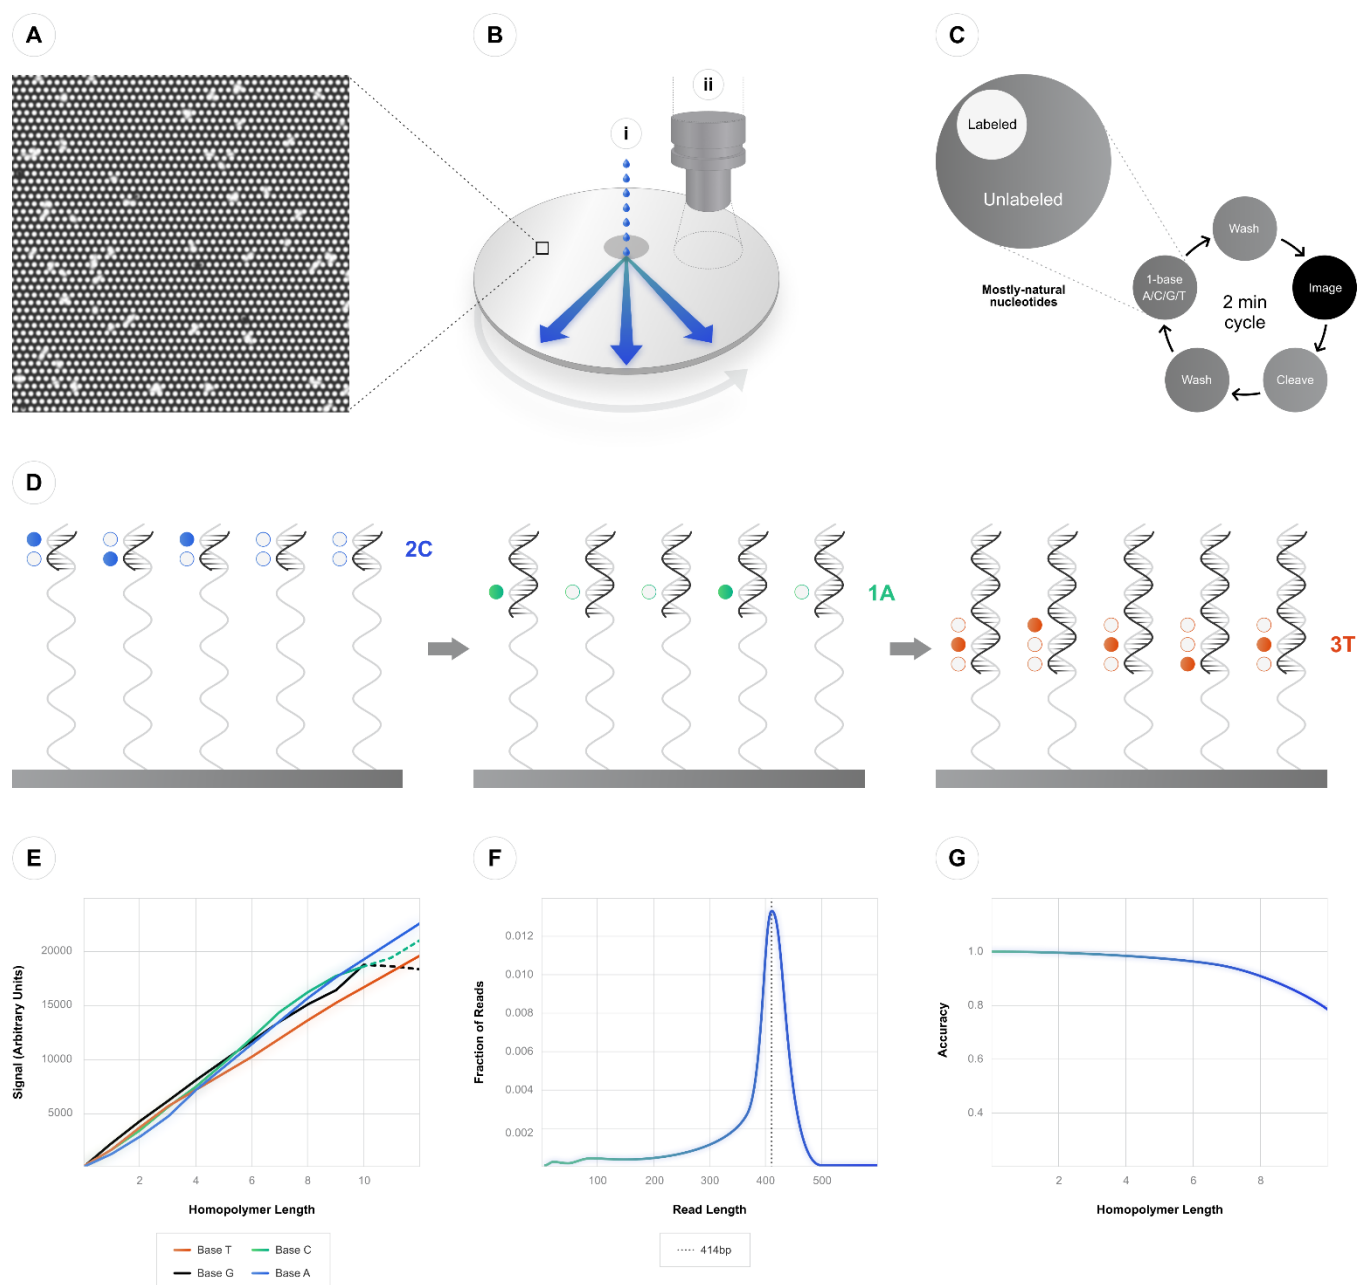 A
B
C
i
ii
Labeled
Unlabeled
Mostly-natural
nucleotides
Wash
1-base
A/C/G/T
Image
2 min
cycle
Wash
Cleave
D
2C
1A
3T
E
Signal (Arbitrary Units)
20000
15000
10000
5000
2
4
6
8
10
Homopolymer Length
Base T
Base C
Base G
Base A
F
Fraction of Reads
0.012
0.010
0.008
0.006
0.004
0.002
100
200
300
400
500
Read Length
414bp
G
Accuracy
1.0
0.8
0.6
0.4
2
4
6
8
Homopolymer Length